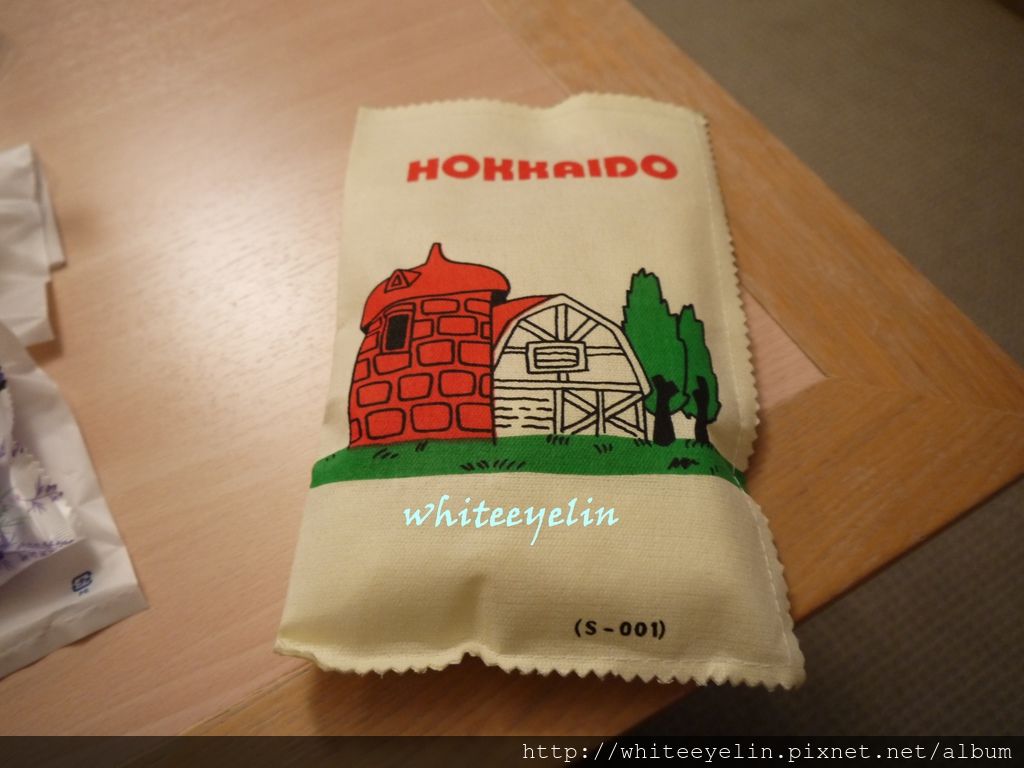 HOKKAIDO
whiteeyelin
(S-001)
http://whiteeyelin.pixnet.net/album